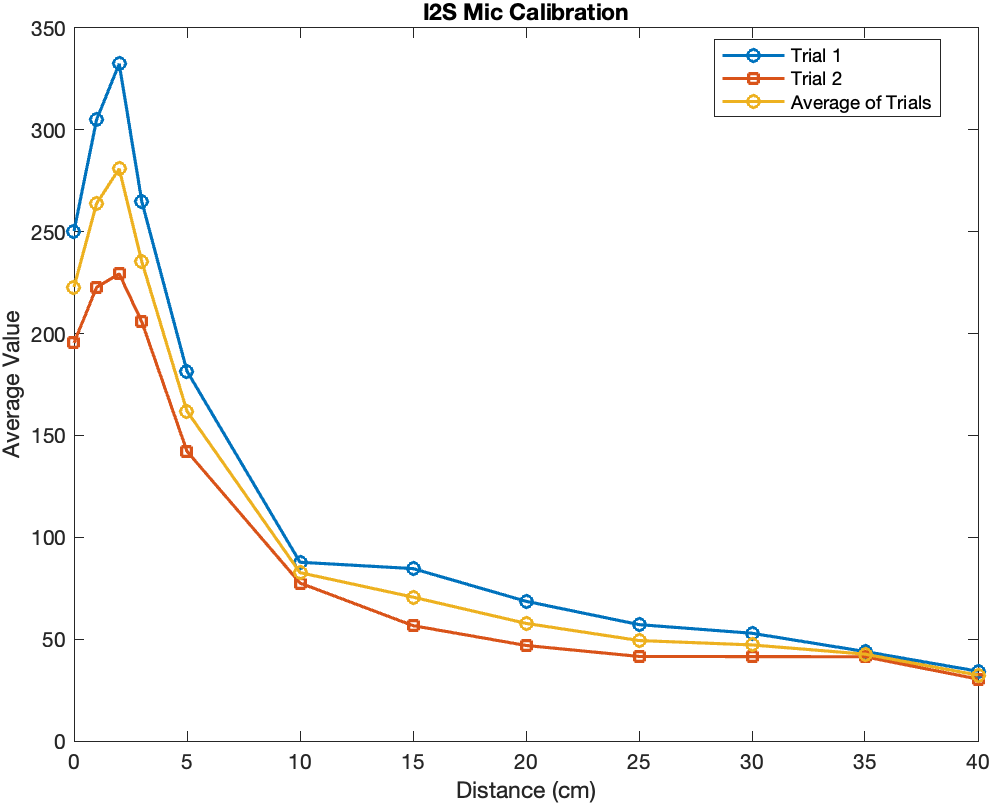 I2S Mic Calibration
Trial 1
Trial 2
Average of Trials
350
300
250
200
150
100
50
0
Average Value
0 5 10 15 20 25 30 35 40
Distance (cm)